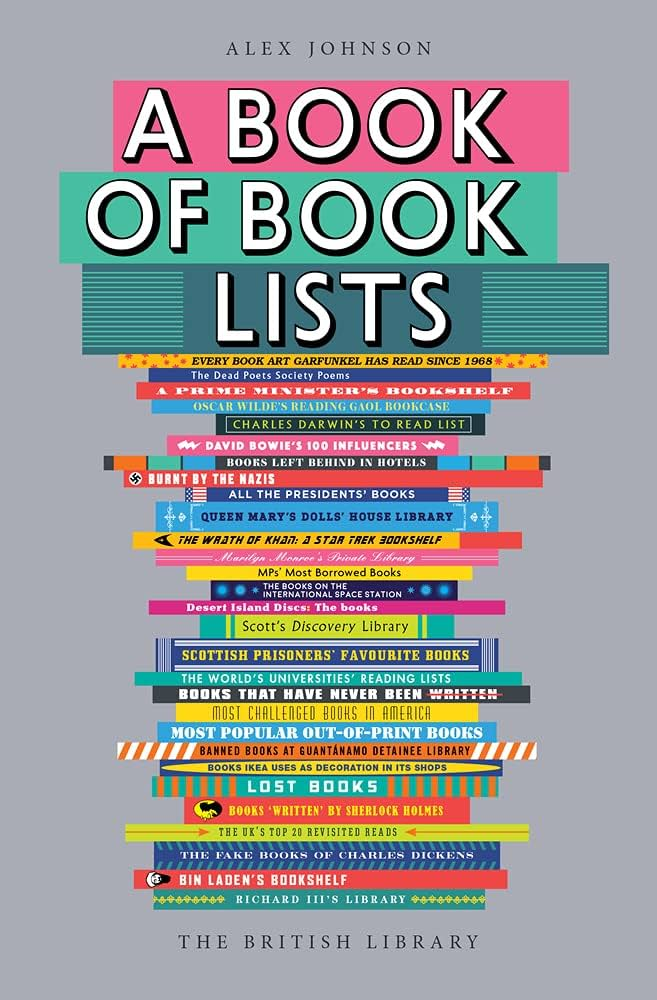 ALEX JOHNSON
A BOOK
OF BOOK
LISTS
EVERY BOOK ART GARFUNKEL HAS READ SINCE 1968
The Dead Poets Society Poems
A PRIME MINISTER'S BOOKSHELF
OSCAR WILDE'S READING GAOL BOOKCASE
CHARLES DARWIN'S TO READ LIST
DAVID BOWIE'S 100 INFLUENCERS
BOOKS LEFT BEHIND IN HOTELS
BURNT BY THE NAZIS
ALL THE PRESIDENTS' BOOKS
QUEEN MARY'S DOLLS' HOUSE LIBRARY
THE WRATH OF KHAN: A STAR TREK BOOKSHELF
Marilyn Monroe's Private Library
MPs' Most Borrowed Books
THE BOOKS ON THE
INTERNATIONAL SPACE STATION
Desert Island Discs: The books
Scott's Discovery Library
SCOTTISH PRISONERS' FAVOURITE BOOKS
THE WORLD'S UNIVERSITIES' READING LISTS
BOOKS THAT HAVE NEVER BEEN WRITTEN
MOST CHALLENGED BOOKS IN AMERICA
MOST POPULAR OUT-OF-PRINT BOOKS
BANNED BOOKS AT GUANTÁNAMO DETAINEE LIBRARY
BOOKS IKEA USES AS DECORATION IN ITS SHOPS
LOST BOOKS
BOOKS 'WRITTEN' BY SHERLOCK HOLMES
THE UK'S TOP 20 REVISITED READS
THE FAKE BOOKS OF CHARLES DICKENS
BIN LADEN'S BOOKSHELF
RICHARD III'S LIBRARY
THE BRITISH LIBRARY